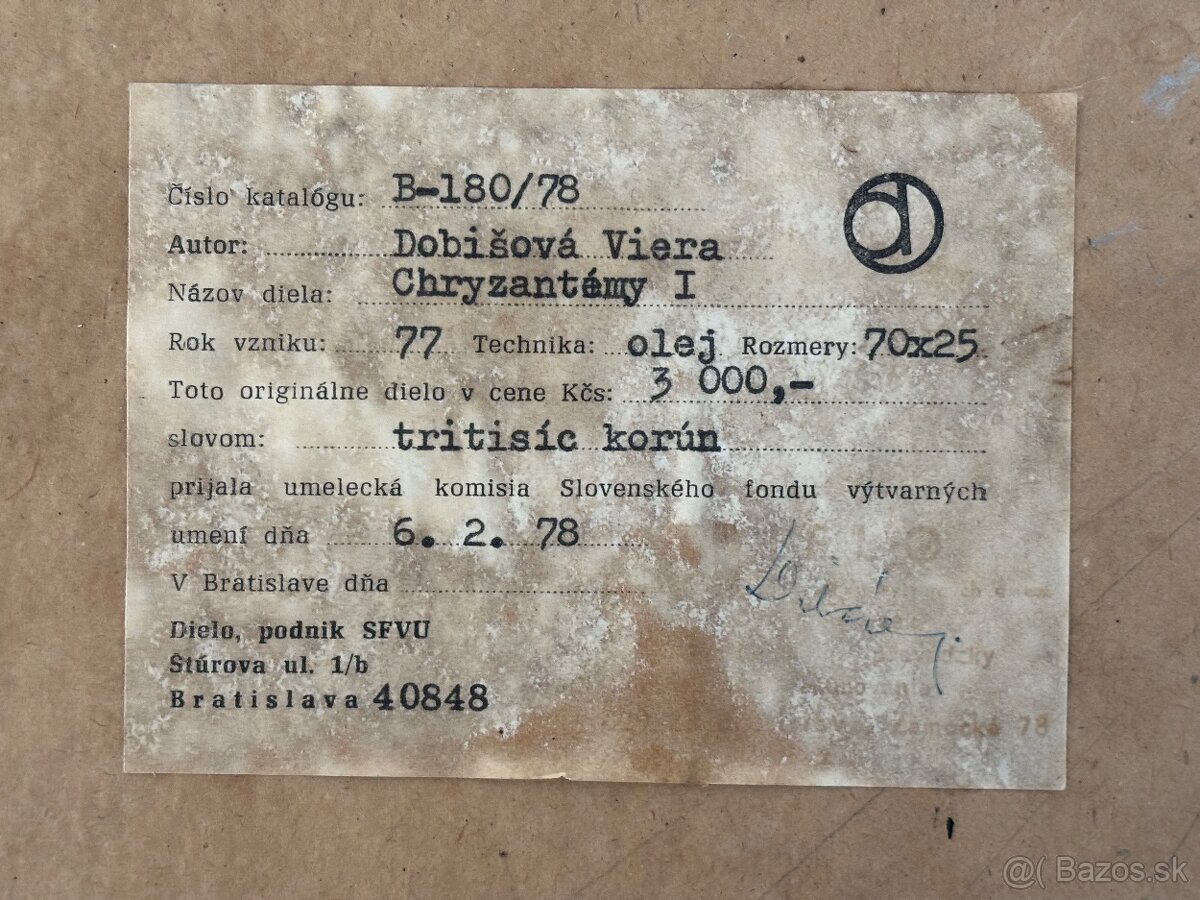 Číslo katalógu: B-180/78
Autor: Dobišová Viera
Názov diela: Chryzantémy I
Rok vzniku: 77 Technika: olej Rozmery: 70x25
Toto originálne dielo v cene Kčs: 3 000,-
slovom: tritisíc korún
prijala umelecká komisia Slovenského fondu výtvarných
umení dňa 6. 2. 78
V Bratislave dňa
Dielo, podnik SFVU
Štúrova ul. 1/b
Bratislava 40848
78
@( Bazos.sk